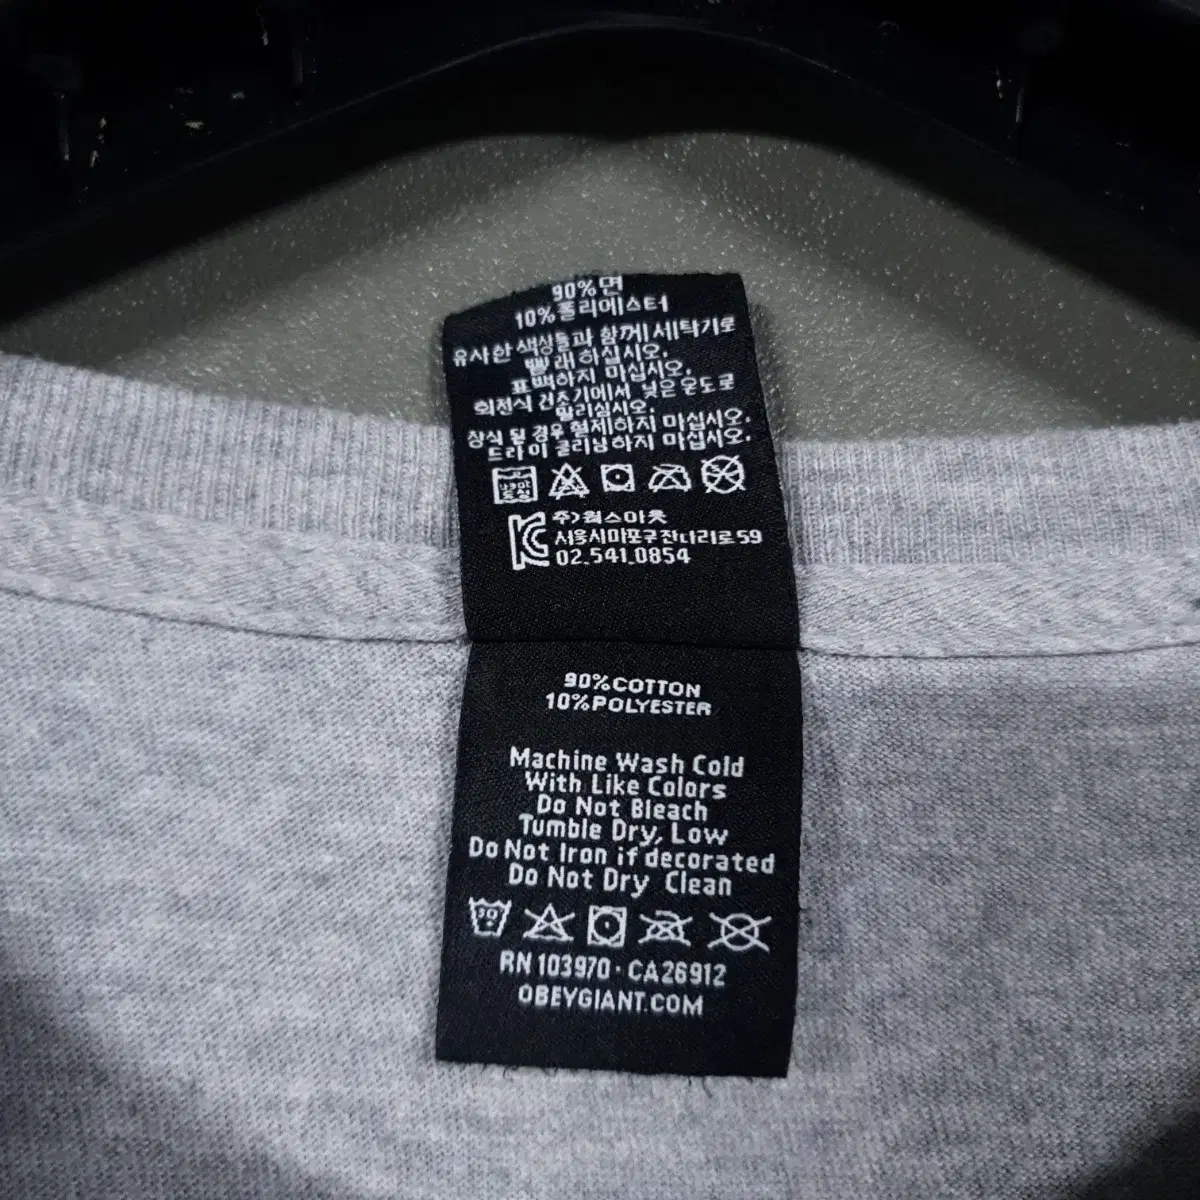 90%면
10%폴리에스터
유사한 색상들과 함께 세탁기로
빨래하십시오.
표백하지 마십시오.
회전식 건조기에서 낮은 온도로
말리십시오.
장식 된 경우 혈제하지 마십시오.
드라이 클리닝하지 마십시오.
주)웍스아웃
서울시마포구잔다리로59
02.541.0854
90%COTTON
10%POLYESTER
Machine Wash Cold
With Like Colors
Do Not Bleach
Tumble Dry, Low
Do Not Iron if decorated
Do Not Dry Clean
30
RN 103970 · CA26912
OBEYGIANT.COM